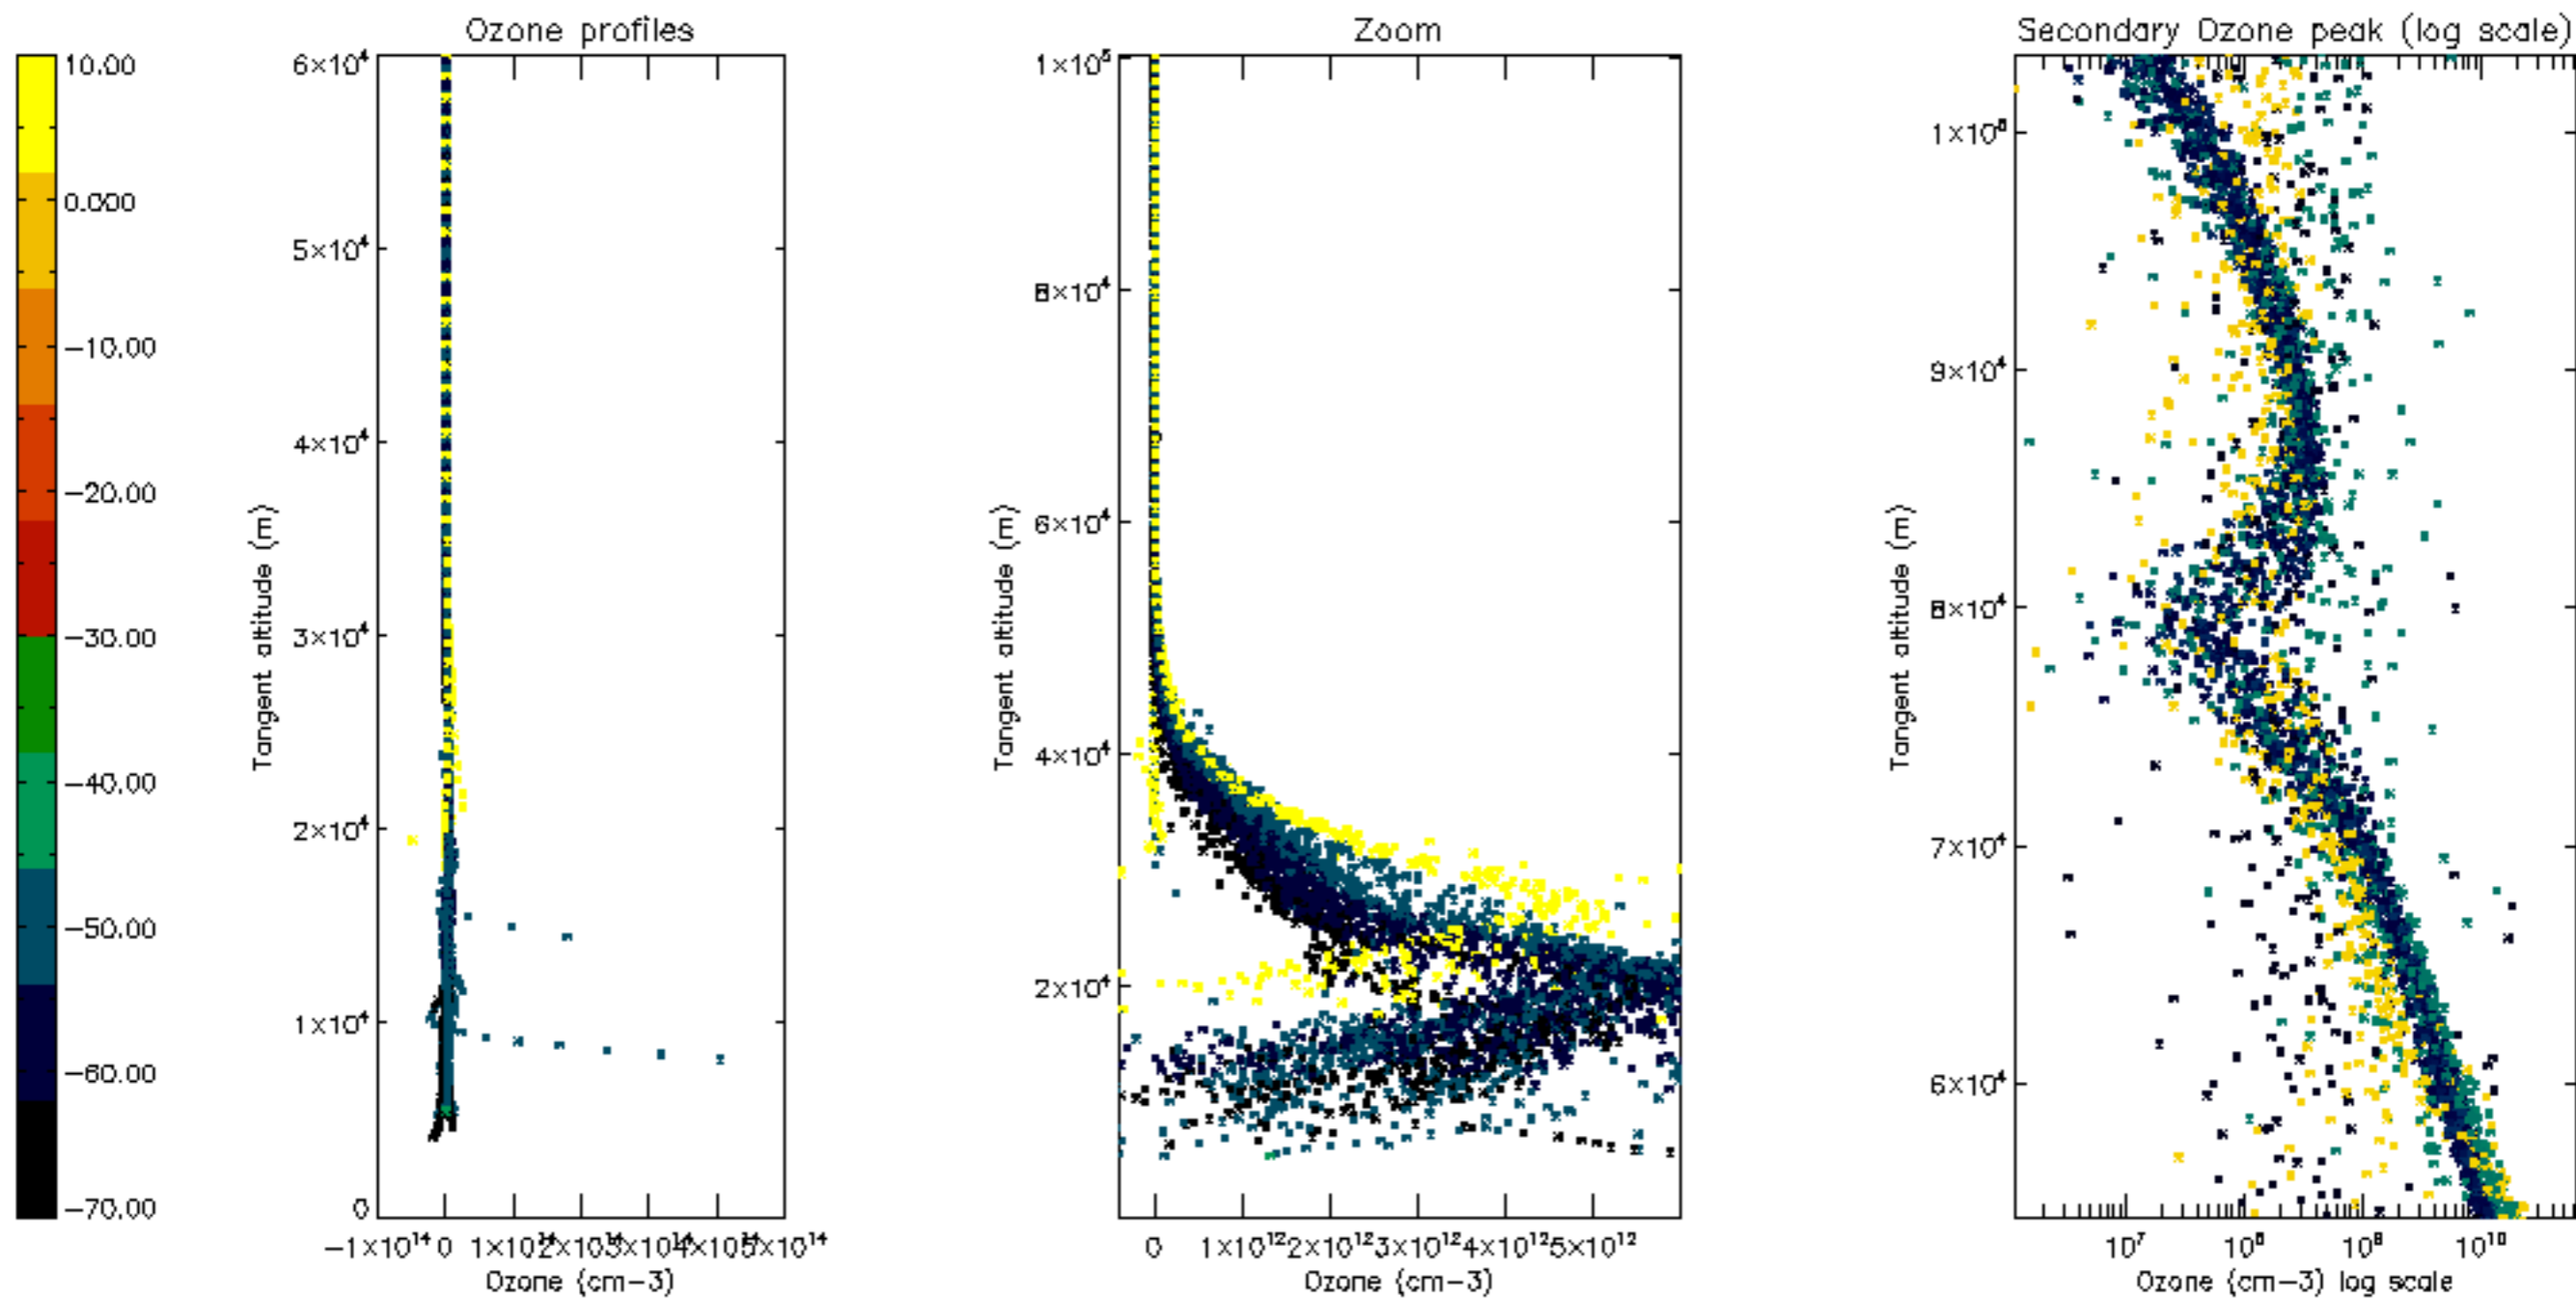 Ozone profiles
Zoom
Secondary Ozone peak (log scale)
10.00
0.000
−10.00
−20.00
−30.00
−40.00
−50.00
−60.00
−70.00
6×10⁴
5×10⁴
4×10⁴
3×10⁴
2×10⁴
1×10⁴
0
Tangent altitude (m)
−1×10¹⁴ 0
Ozone (cm−3)
1×10⁵
8×10⁴
6×10⁴
4×10⁴
2×10⁴
Tangent altitude (m)
0 1×10¹² 2×10¹² 3×10¹² 4×10¹² 5×10¹²
Ozone (cm−3)
9×10⁴
8×10⁴
7×10⁴
6×10⁴
Tangent altitude (m)
10⁷ 10⁸ 10⁹ 10¹⁰
Ozone (cm−3) log scale